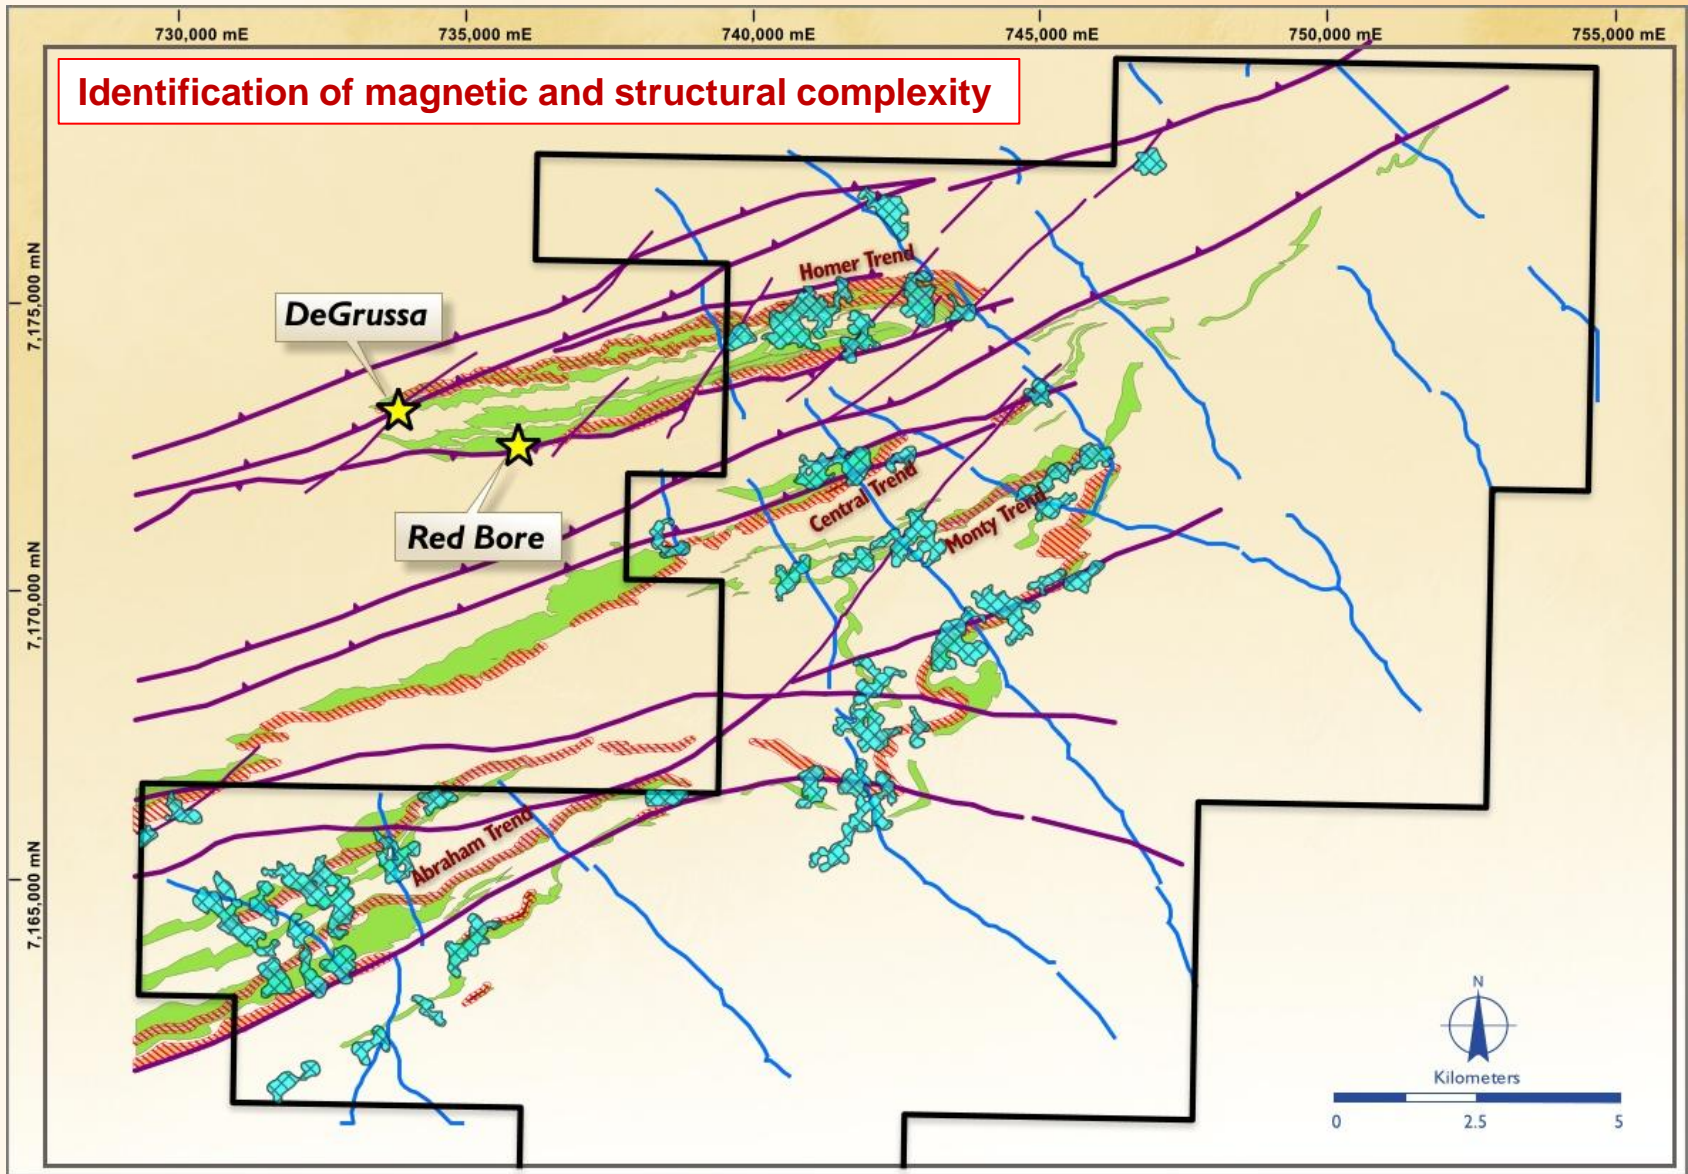 730,000 mE
735,000 mE
740,000 mE
745,000 mE
750,000 mE
755,000 mE
Identification of magnetic and structural complexity
7,175,000 mN
Homer Trend
DeGrussa
Red Bore
Central Trend
Monty Trend
7,170,000 mN
Abraham Trend
7,165,000 mN
N
Kilometers
0
2.5
5